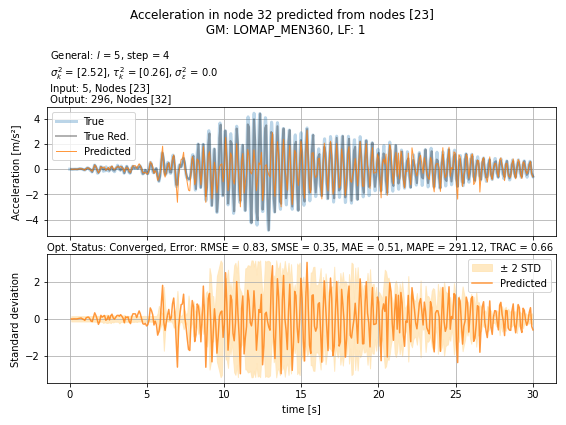 Acceleration in node 32 predicted from nodes [23]
GM: LOMAP_MEN360, LF: 1
General: l = 5, step = 4
σ²ₖ = [2.52], τ²ₖ = [0.26], σ²ε = 0.0
Input: 5, Nodes [23]
Output: 296, Nodes [32]
True
True Red.
Predicted
Acceleration [m/s²]
4
2
0
−2
−4
Opt. Status: Converged, Error: RMSE = 0.83, SMSE = 0.35, MAE = 0.51, MAPE = 291.12, TRAC = 0.66
± 2 STD
Predicted
Standard deviation
2
0
−2
0 5 10 15 20 25 30
time [s]